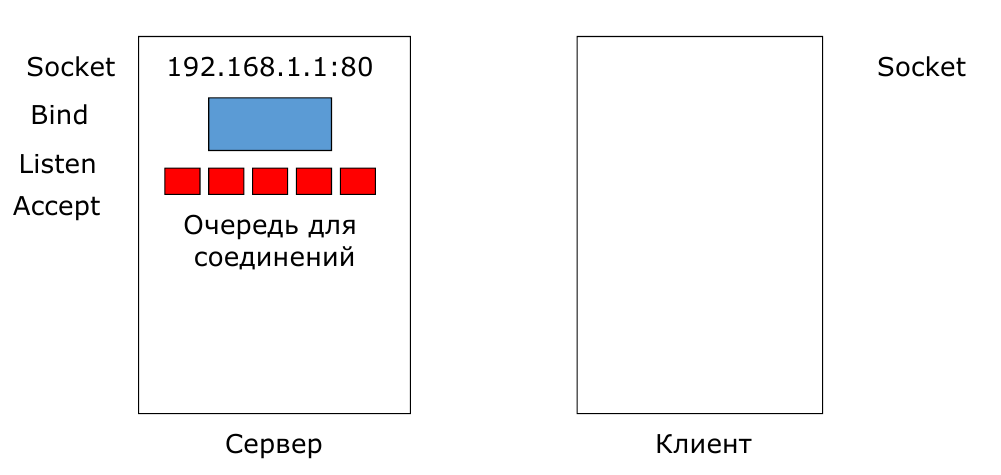 Socket
192.168.1.1:80
Socket
Bind
Listen
Accept
Очередь для
соединений
Сервер
Клиент